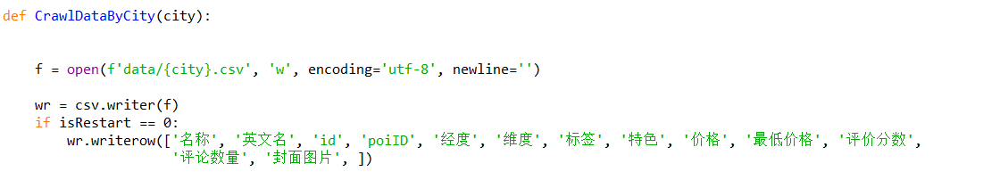 def CrawlDataByCity(city):
    f = open(f'data/{city}.csv', 'w', encoding='utf-8', newline='')
    wr = csv.writer(f)
    if isRestart == 0:
        wr.writerow(['名称', '英文名', 'id', 'poiID', '经度', '维度', '标签', '特色', '价格', '最低价格', '评价分数',
                     '评论数量', '封面图片', ])